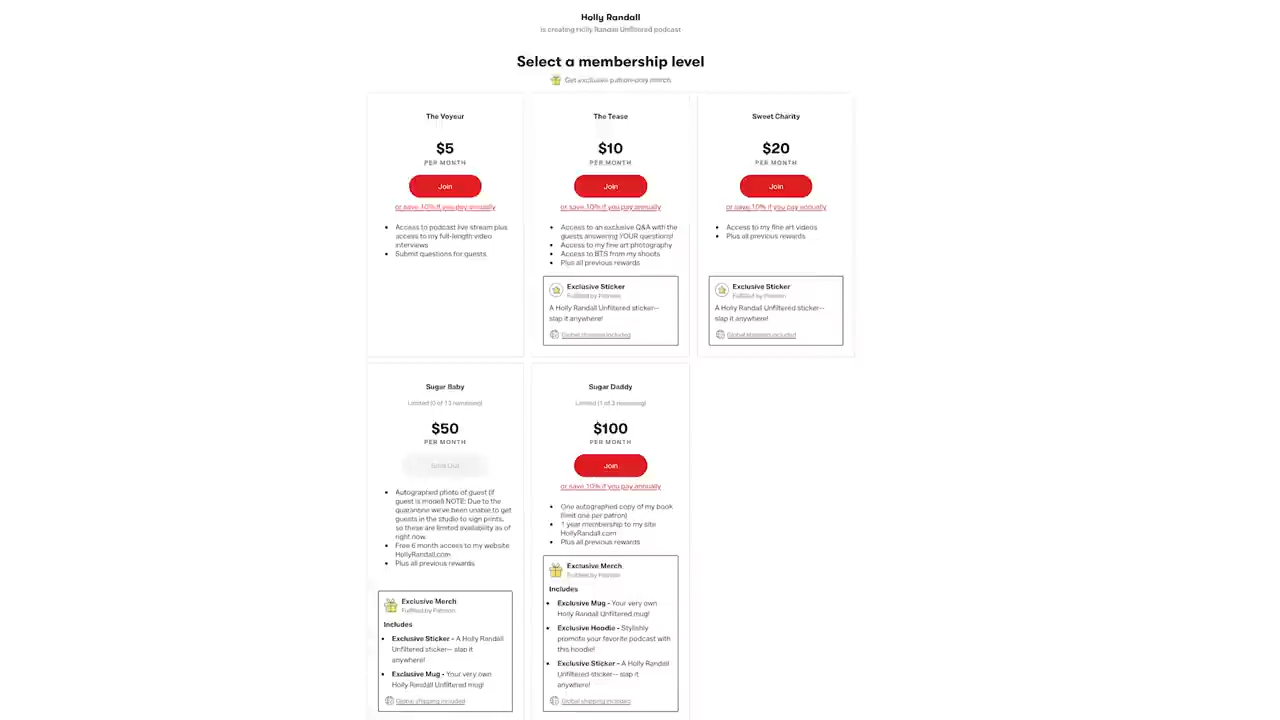 Holly Randall
is creating Holly Randall Unfiltered podcast
Select a membership level
Get exclusive patron-only merch
The Voyeur
$5
PER MONTH
Join
or save 10% if you pay annually
Access to podcast live stream plus
access to my full-length video
interviews
Submit questions for guests
The Tease
$10
PER MONTH
Join
or save 10% if you pay annually
Access to an exclusive Q&A with the
guests answering YOUR questions!
Access to my fine art photography
Access to BTS from my shoots
Plus all previous rewards
Exclusive Sticker
Fulfilled by Patreon
A Holly Randall Unfiltered sticker--
slap it anywhere!
Global shipping included
Sweet Charity
$20
PER MONTH
Join
or save 10% if you pay annually
Access to my fine art videos
Plus all previous rewards
Exclusive Sticker
Fulfilled by Patreon
A Holly Randall Unfiltered sticker--
slap it anywhere!
Global shipping included
Sugar Baby
Limited (0 of 13 remaining)
$50
PER MONTH
Sold Out
Autographed photo of guest (if
guest is model) NOTE: Due to the
quarantine we've been unable to get
guests in the studio to sign prints,
so these are limited availability as of
right now.
Free 6 month access to my website
HollyRandall.com
Plus all previous rewards
Exclusive Merch
Fulfilled by Patreon
Includes
Exclusive Sticker - A Holly Randall
Unfiltered sticker-- slap it
anywhere!
Exclusive Mug - Your very own
Holly Randall Unfiltered mug!
Global shipping included
Sugar Daddy
Limited (1 of 3 remaining)
$100
PER MONTH
Join
or save 10% if you pay annually
One autographed copy of my book
(limit one per patron)
1 year membership to my site
HollyRandall.com
Plus all previous rewards
Exclusive Merch
Fulfilled by Patreon
Includes
Exclusive Mug - Your very own
Holly Randall Unfiltered mug!
Exclusive Hoodie - Stylishly
promote your favorite podcast with
this hoodie!
Exclusive Sticker - A Holly Randall
Unfiltered sticker-- slap it
anywhere!
Global shipping included